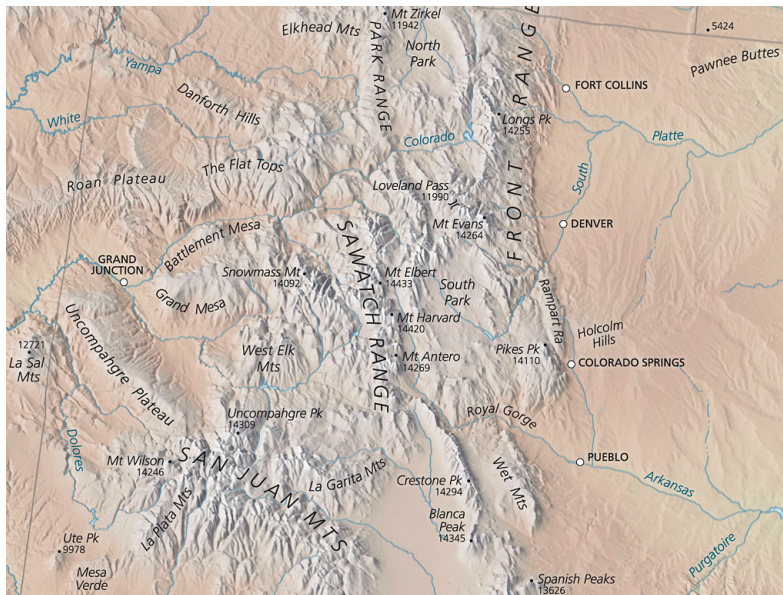 Mt Zirkel
11942
Elkhead Mts
PARK RANGE
North
Park
FRONT RANGE
5424
Pawnee Buttes
Yampa
FORT COLLINS
Danforth Hills
White
Longs Pk
14255
Colorado
Platte
The Flat Tops
Roan Plateau
Loveland Pass
11990
South
Mt Evans
14264
DENVER
SAWATCH RANGE
Battlement Mesa
GRAND
JUNCTION
Snowmass Mt
14092
Mt Elbert
14433
South
Park
Rampart Ra
Grand Mesa
Mt Harvard
14420
Holcolm
Hills
Uncompahgre Plateau
12721
La Sal
Mts
West Elk
Mts
Mt Antero
14269
Pikes Pk
14110
COLORADO SPRINGS
Uncompahgre Pk
14309
Royal Gorge
Dolores
Mt Wilson
14246
SAN JUAN MTS
PUEBLO
La Garita Mts
Crestone Pk
14294
Wet Mts
Arkansas
La Plata Mts
Blanca
Peak
14345
Ute Pk
9978
Purgatoire
Mesa
Verde
Spanish Peaks
13626